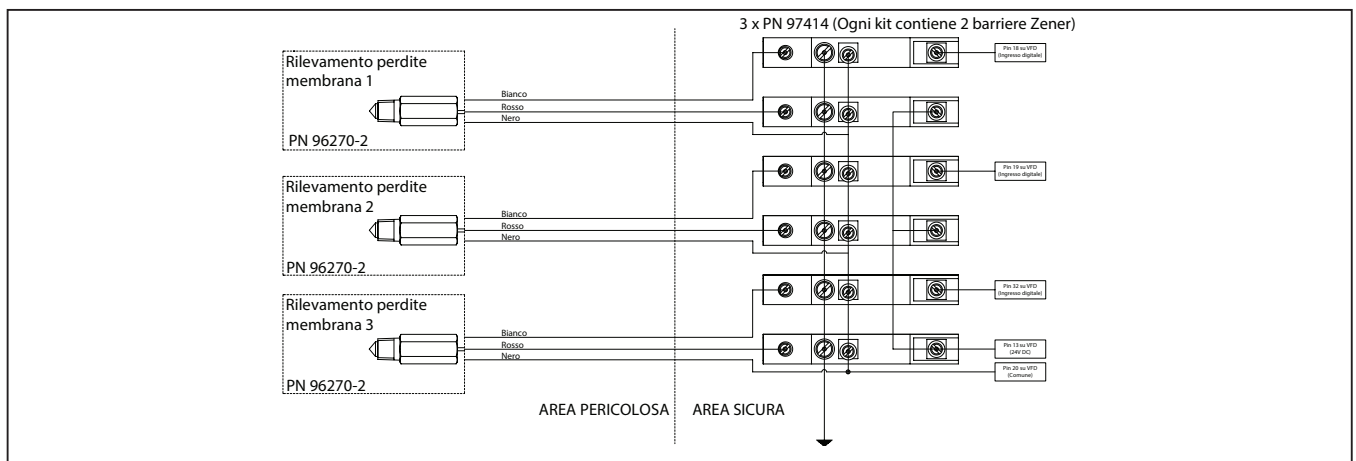 3 x PN 97414 (Ogni kit contiene 2 barriere Zener)
Rilevamento perdite
membrana 1
PN 96270-2
Bianco
Rosso
Nero
Pin 18 su VFD
(Ingresso digitale)
Rilevamento perdite
membrana 2
PN 96270-2
Bianco
Rosso
Nero
Pin 19 su VFD
(Ingresso digitale)
Rilevamento perdite
membrana 3
PN 96270-2
Bianco
Rosso
Nero
Pin 32 su VFD
(Ingresso digitale)
Pin 13 su VFD
(24V DC)
Pin 20 su VFD
(Comune)
AREA PERICOLOSA
AREA SICURA